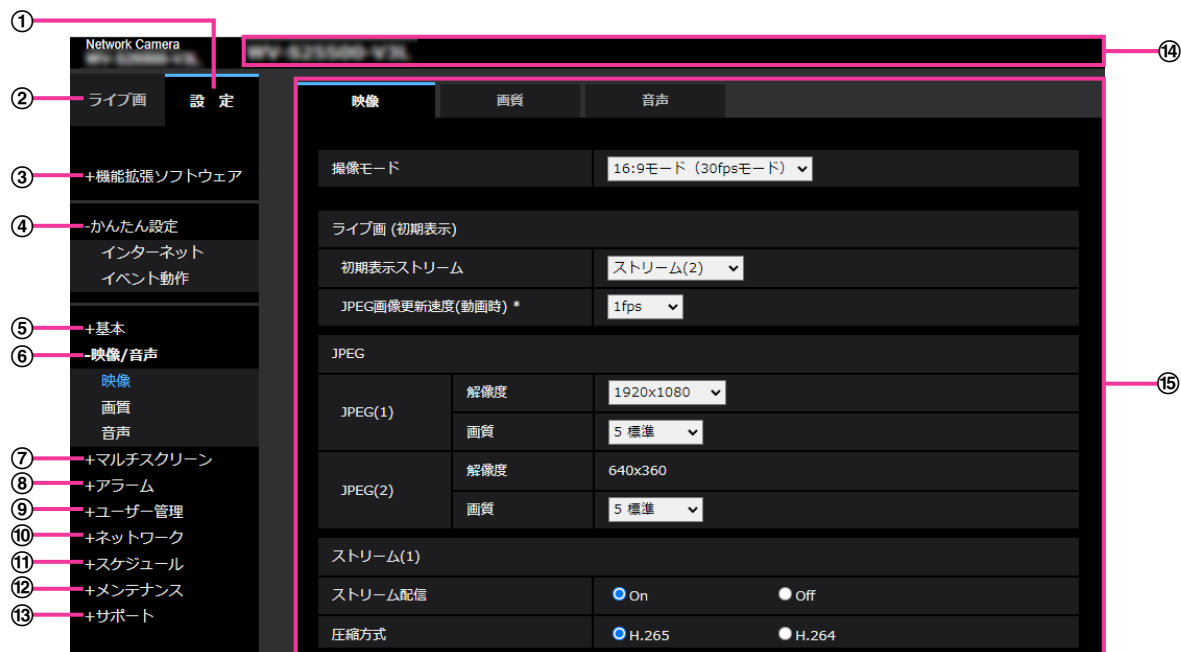 ①
Network Camera
⑭
② ライブ画 設 定
映像 画質 音声
撮像モード 16:9モード（30fpsモード）
③ +機能拡張ソフトウェア
④ -かんたん設定
インターネット
イベント動作
ライブ画 (初期表示)
初期表示ストリーム ストリーム(2)
JPEG画像更新速度(動画時) * 1fps
⑤ +基本
⑥ -映像/音声
映像
画質
音声
⑦ +マルチスクリーン
⑧ +アラーム
⑨ +ユーザー管理
⑩ +ネットワーク
⑪ +スケジュール
⑫ +メンテナンス
⑬ +サポート
JPEG
⑮
JPEG(1) 解像度 1920x1080
画質 5 標準
JPEG(2) 解像度 640x360
画質 5 標準
ストリーム(1)
ストリーム配信 On Off
圧縮方式 H.265 H.264